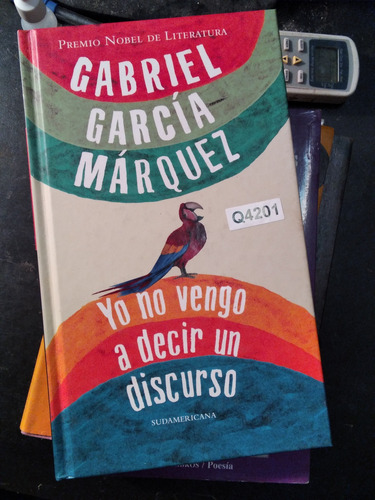 PREMIO NOBEL DE LITERATURA
GABRIEL
GARCÍA
MÁRQUEZ
Q4201
Yo no vengo
a decir un
discurso
SUDAMERICANA
/ Poesía